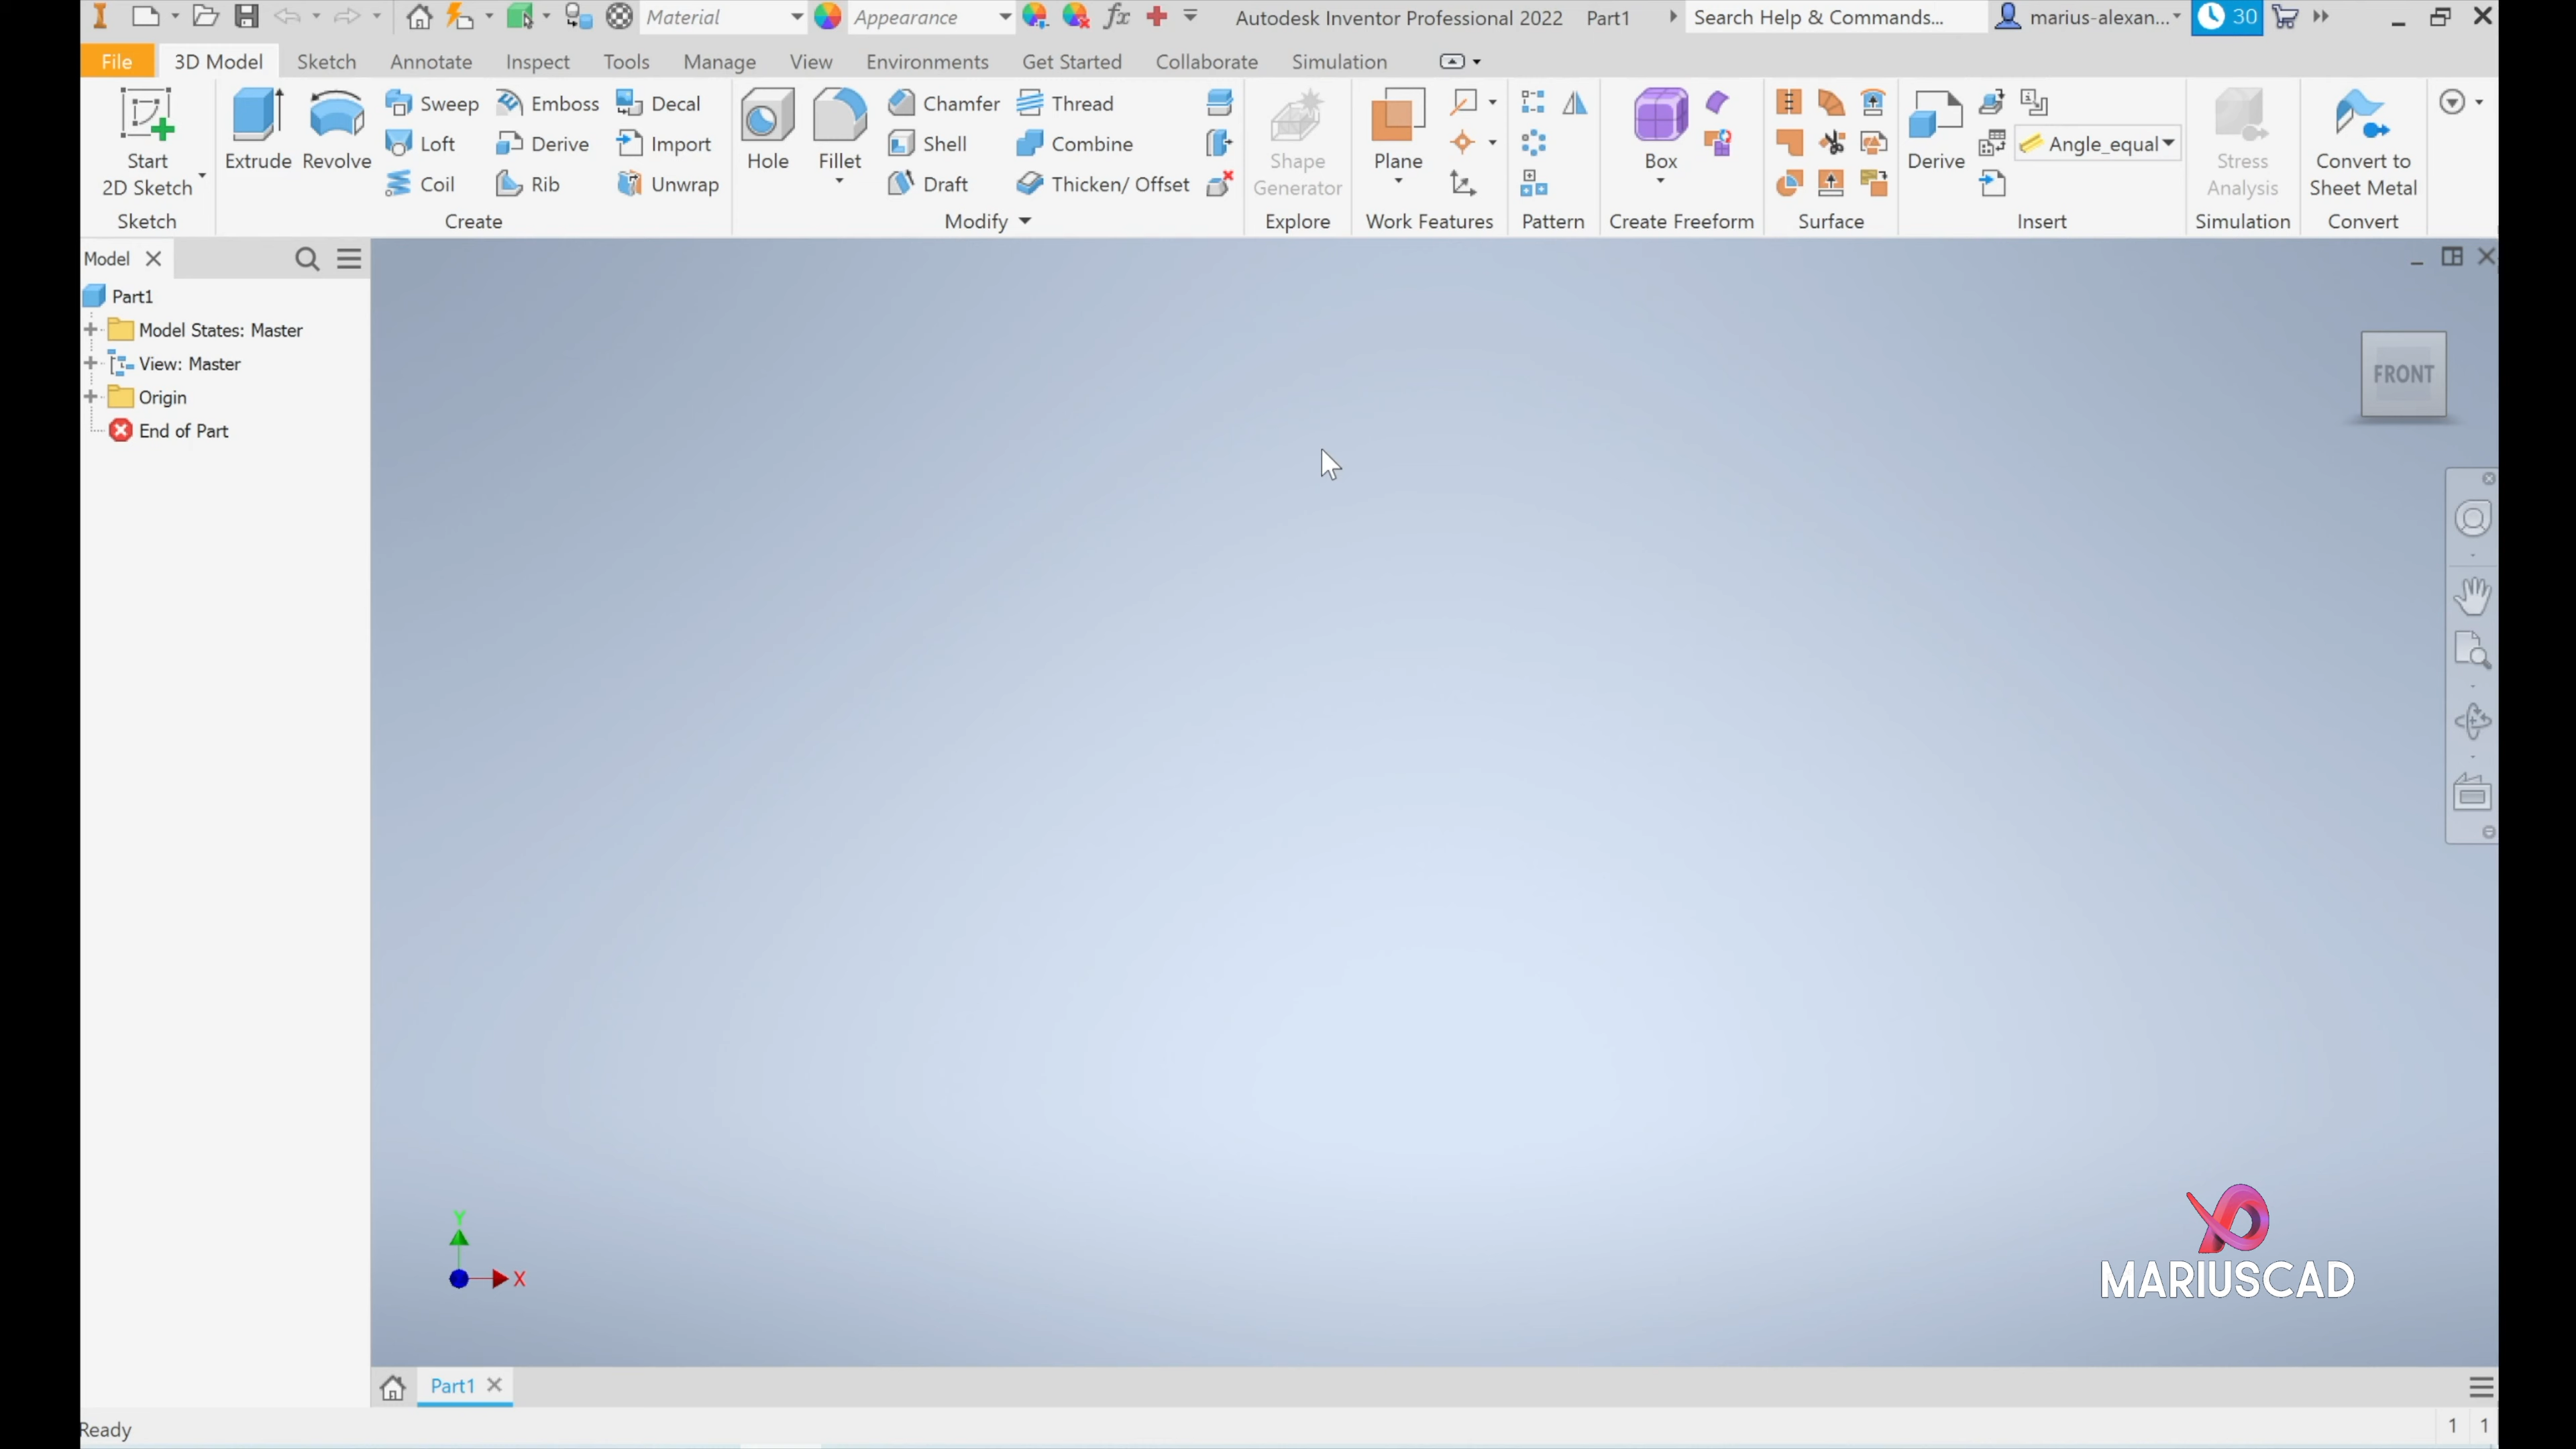 Material
Appearance
fx
Autodesk Inventor Professional 2022 Part1
Search Help & Commands...
marius-alexan...
30
File 3D Model Sketch Annotate Inspect Tools Manage View Environments Get Started Collaborate Simulation
Start
2D Sketch
Sketch
Extrude
Revolve
Sweep
Loft
Coil
Emboss
Derive
Rib
Decal
Import
Unwrap
Create
Hole
Fillet
Chamfer
Shell
Draft
Thread
Combine
Thicken/ Offset
Modify
Shape
Generator
Explore
Plane
Work Features
Pattern
Box
Create Freeform
Surface
Derive
Angle_equal
Insert
Stress
Analysis
Simulation
Convert to
Sheet Metal
Convert
Model
Part1
Model States: Master
View: Master
Origin
End of Part
FRONT
Y
X
MARIUSCAD
Part1
Ready
1 1